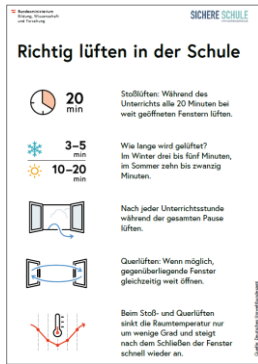 Bundesministerium
Bildung, Wissenschaft
und Forschung
SICHERE SCHULE
Richtig lüften in der Schule
20
min
Stoßlüften: Während des
Unterrichts alle 20 Minuten bei
weit geöffneten Fenstern lüften.
3–5
min
10–20
min
Wie lange wird gelüftet?
Im Winter drei bis fünf Minuten,
im Sommer zehn bis zwanzig
Minuten.
Nach jeder Unterrichtsstunde
während der gesamten Pause
lüften.
Querlüften: Wenn möglich,
gegenüberliegende Fenster
gleichzeitig weit öffnen.
Beim Stoß- und Querlüften
sinkt die Raumtemperatur nur
um wenige Grad und steigt
nach dem Schließen der Fenster
schnell wieder an.
Quelle: Deutsches Umweltbundesamt